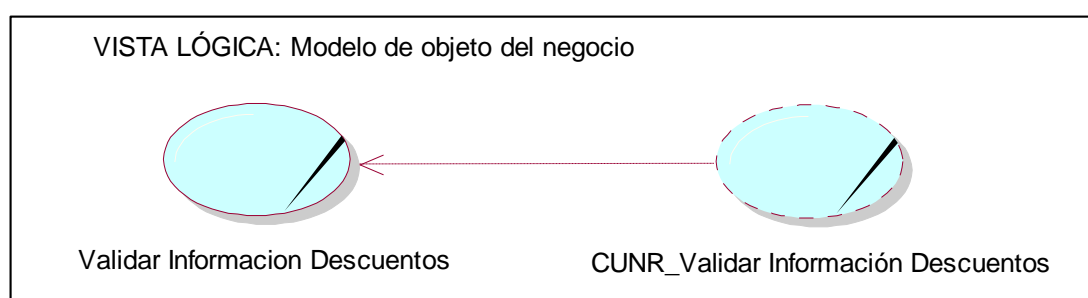 VISTA LÓGICA: Modelo de objeto del negocio
Validar Informacion Descuentos
CUNR_Validar Información Descuentos